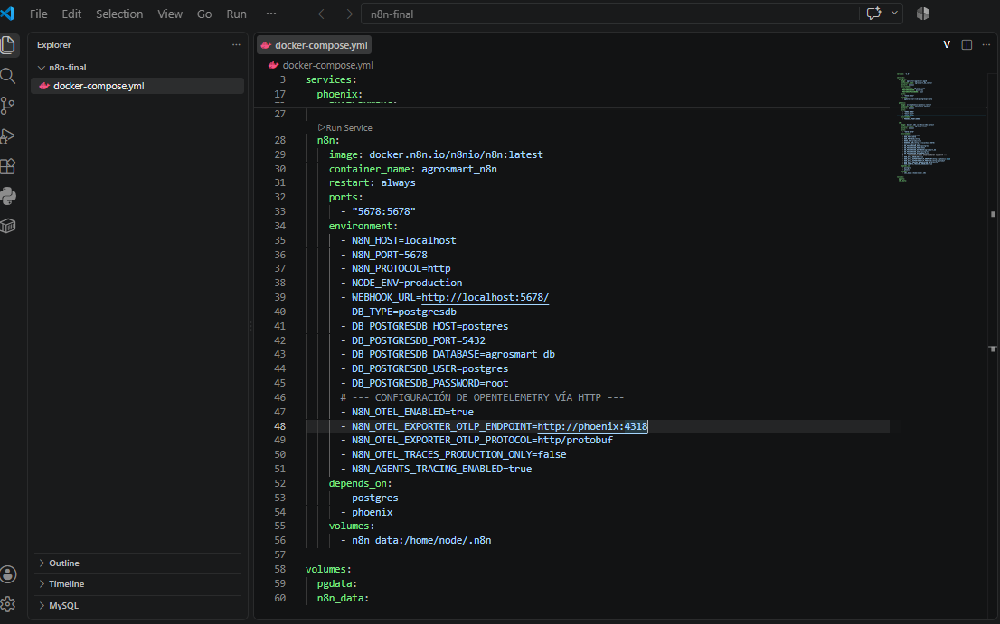 File Edit Selection View Go Run ··· n8n-final
Explorer ···
n8n-final
docker-compose.yml
Outline
Timeline
MySQL
docker-compose.yml
V ···
docker-compose.yml
3 services:
17 phoenix:
27
Run Service
28 n8n:
29 image: docker.n8n.io/n8nio/n8n:latest
30 container_name: agrosmart_n8n
31 restart: always
32 ports:
33 - "5678:5678"
34 environment:
35 - N8N_HOST=localhost
36 - N8N_PORT=5678
37 - N8N_PROTOCOL=http
38 - NODE_ENV=production
39 - WEBHOOK_URL=http://localhost:5678/
40 - DB_TYPE=postgresdb
41 - DB_POSTGRESDB_HOST=postgres
42 - DB_POSTGRESDB_PORT=5432
43 - DB_POSTGRESDB_DATABASE=agrosmart_db
44 - DB_POSTGRESDB_USER=postgres
45 - DB_POSTGRESDB_PASSWORD=root
46 # --- CONFIGURACIÓN DE OPENTELEMETRY VÍA HTTP ---
47 - N8N_OTEL_ENABLED=true
48 - N8N_OTEL_EXPORTER_OTLP_ENDPOINT=http://phoenix:4318
49 - N8N_OTEL_EXPORTER_OTLP_PROTOCOL=http/protobuf
50 - N8N_OTEL_TRACES_PRODUCTION_ONLY=false
51 - N8N_AGENTS_TRACING_ENABLED=true
52 depends_on:
53 - postgres
54 - phoenix
55 volumes:
56 - n8n_data:/home/node/.n8n
57
58 volumes:
59 pgdata:
60 n8n_data: